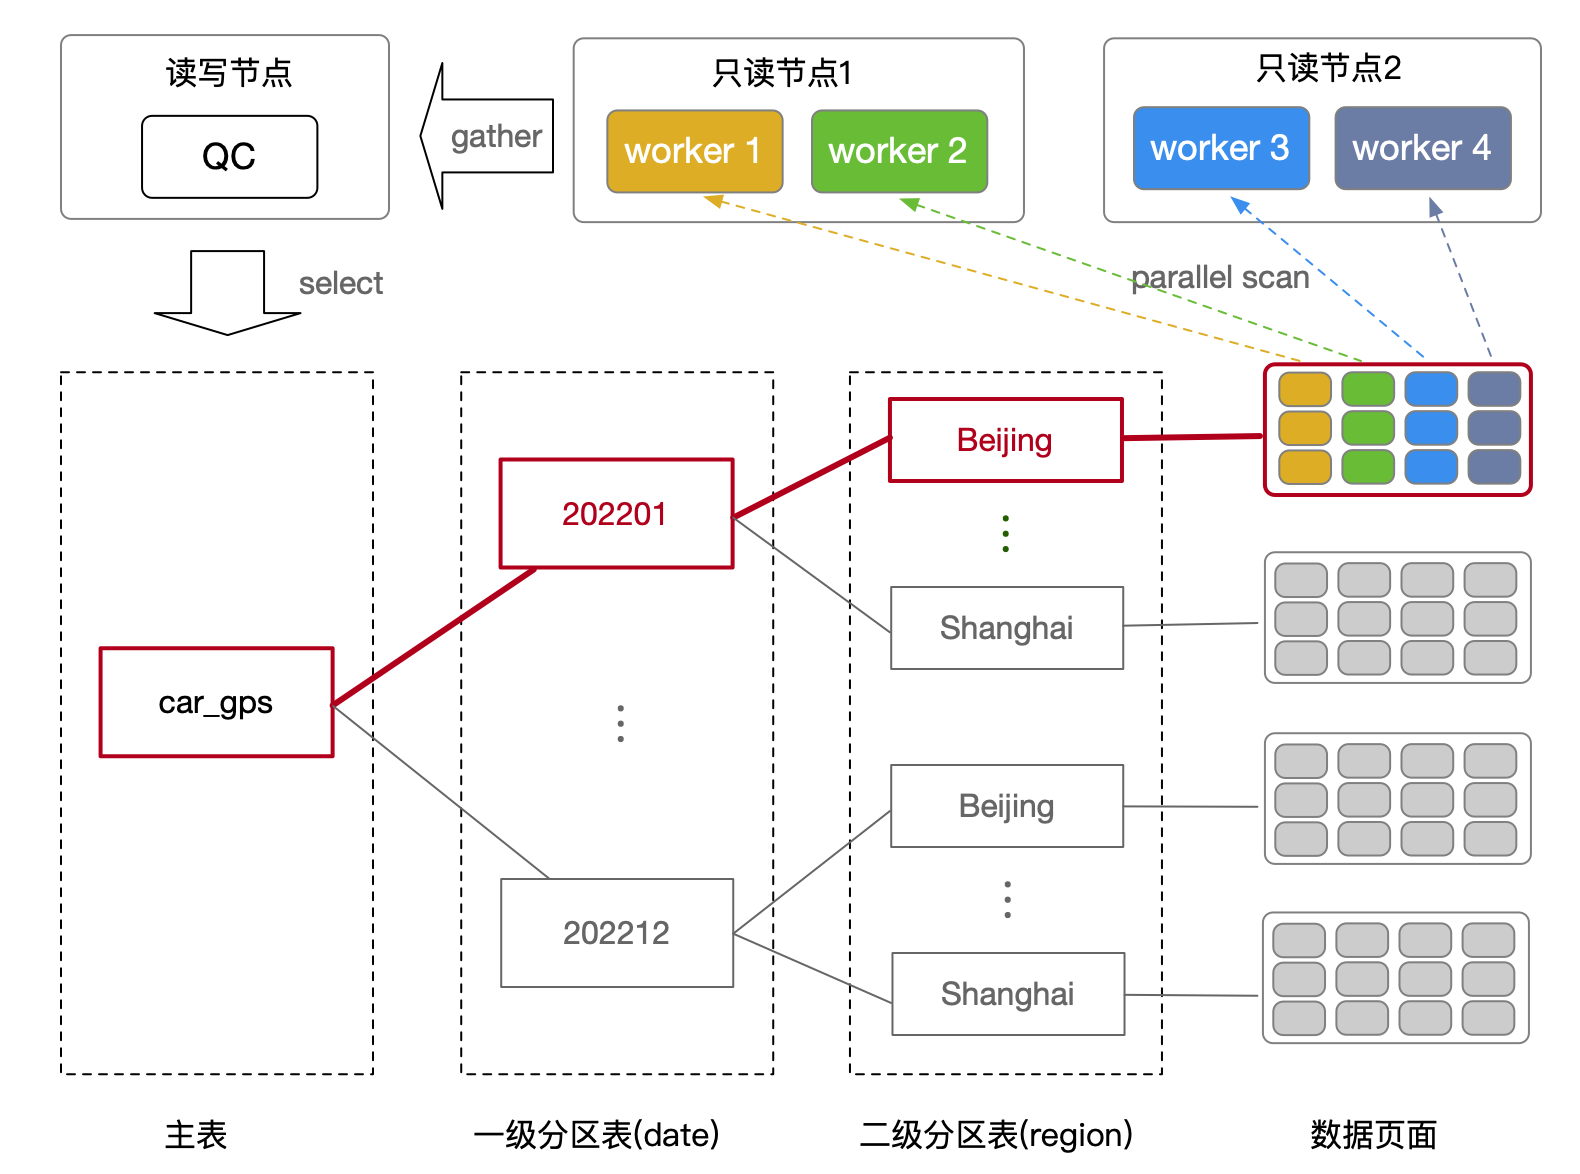 读写节点
QC
gather
只读节点1
worker 1
worker 2
只读节点2
worker 3
worker 4
select
parallel scan
car_gps
202201
202212
Beijing
Shanghai
Beijing
Shanghai
主表
一级分区表(date)
二级分区表(region)
数据页面